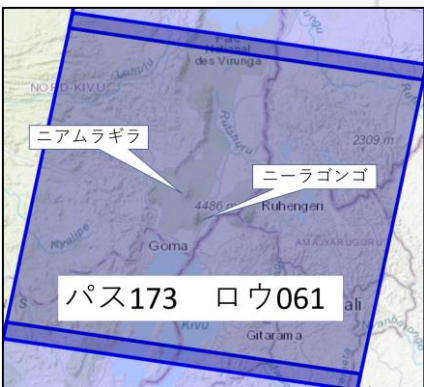 Parc
National
des Virunga
NORD-KIVU
Rutshuru
2309 m
ニアムラギラ
ニーラゴンゴ
4486 m
Ruhengeri
Goma
パス173 ロウ061
Kivu
Gitarama